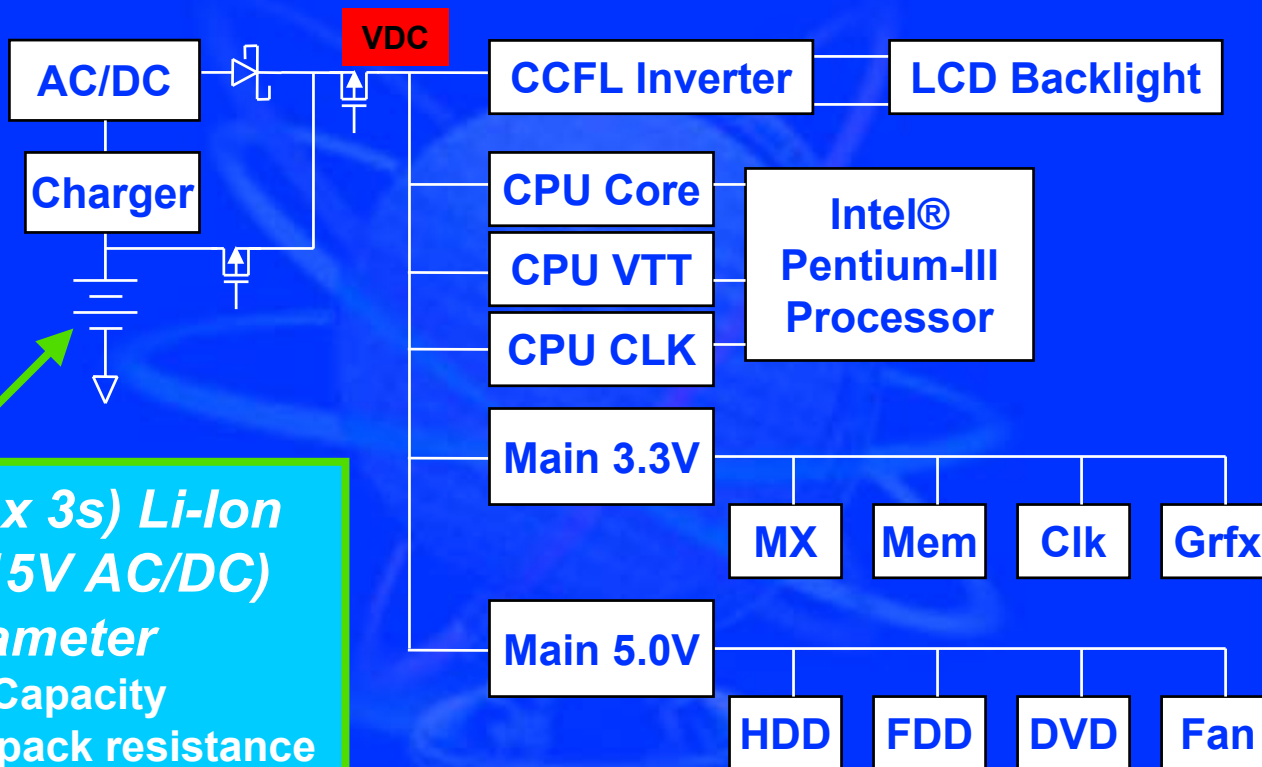 VDC
AC/DC
CCFL Inverter
LCD Backlight
Charger
CPU Core
CPU VTT
CPU CLK
Intel®
Pentium-III
Processor
Main 3.3V
MX
Mem
Clk
Grfx
Main 5.0V
HDD
FDD
DVD
Fan
x 3s) Li-Ion
5V AC/DC)
ameter
Capacity
pack resistance